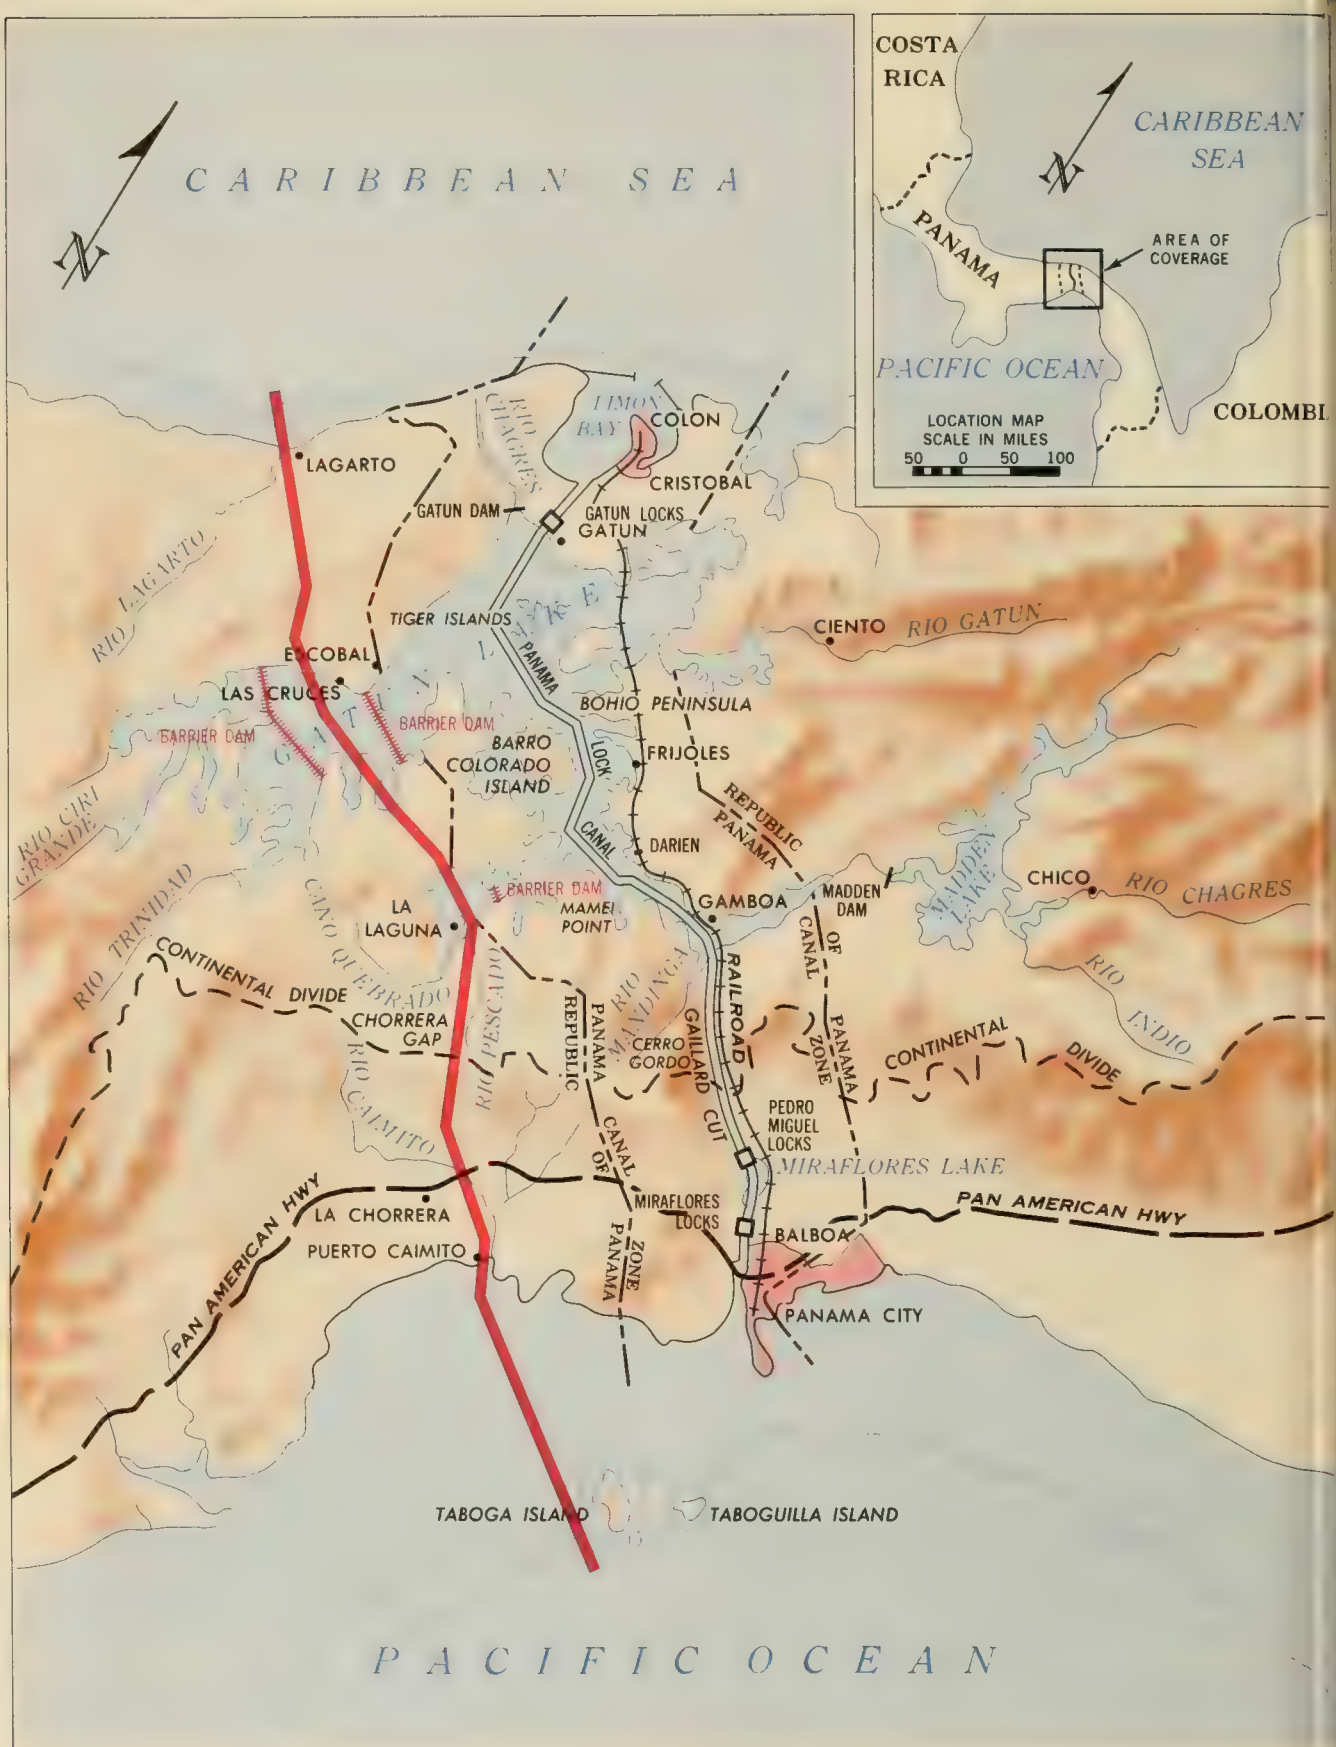 CARIBBEAN SEA
N
COSTA
RICA
CARIBBEAN
SEA
N
PANAMA
AREA OF
COVERAGE
PACIFIC OCEAN
COLOMBI
LOCATION MAP
SCALE IN MILES
50 0 50 100
LIMON
BAY
COLON
RIO
CHAGRES
LAGARTO
CRISTOBAL
GATUN DAM
GATUN LOCKS
GATUN
RIO LAGARTO
TIGER ISLANDS
GATUN LAKE
CIENTO
RIO GATUN
ESCOBAL
LAS CRUCES
PANAMA
LOCK
CANAL
BOHIO PENINSULA
BARRIER DAM
BARRIER DAM
BARRO
COLORADO
ISLAND
FRIJOLES
REPUBLIC
PANAMA
RIO CIRI
GRANDE
DARIEN
MADDEN
LAKE
MADDEN
DAM
CHICO
RIO CHAGRES
BARRIER DAM
MAMEI
POINT
GAMBOA
LA
LAGUNA
RIO TRINIDAD
CANO QUEBRADO
OF
CANAL
CONTINENTAL DIVIDE
RIO
INDIO
RAILROAD
RIO
MANDINGA
CHORRERA
GAP
RIO PESCADO
PANAMA
REPUBLIC
CERRO
GORDO
GAILLARD CUT
PANAMA
ZONE
CONTINENTAL
DIVIDE
RIO
CAIMITO
PEDRO
MIGUEL
LOCKS
CANAL
OF
MIRAFLORES LAKE
PAN AMERICAN HWY
LA CHORRERA
MIRAFLORES
LOCKS
PAN AMERICAN HWY
BALBOA
PUERTO CAIMITO
ZONE
PANAMA
PANAMA CITY
TABOGA ISLAND
TABOGUILLA ISLAND
PACIFIC OCEAN